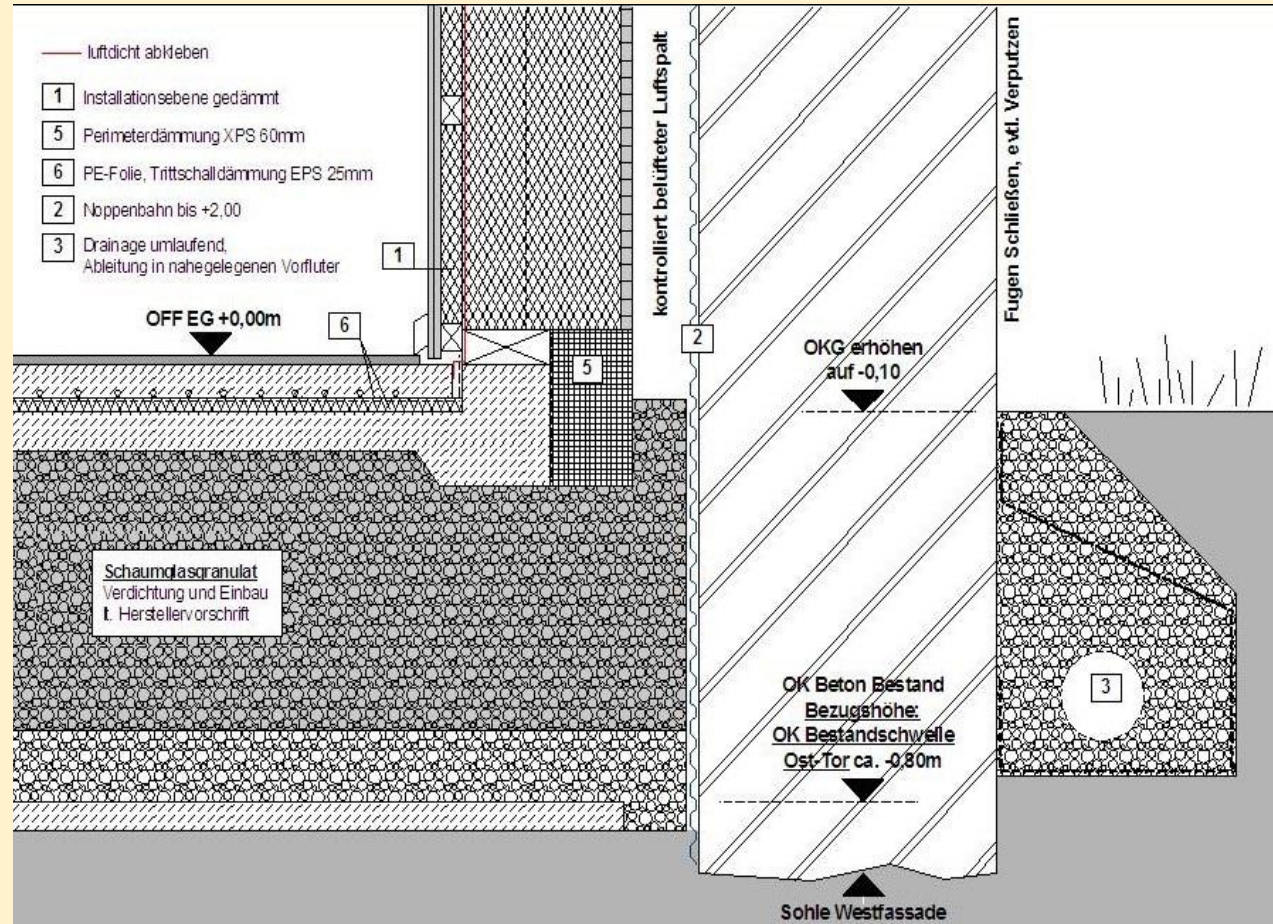 luftdicht abkleben
1 Installationsebene gedämmt
5 Perimeterdämmung XPS 60mm
6 PE-Folie, Trittschalldämmung EPS 25mm
2 Noppenbahn bis +2,00
3 Drainage umlaufend,
Ableitung in nahegelegenen Vorfluter
1
OFF EG +0,00m
6
5
kontrolliert belüfteter Luftspalt
2
OKG erhöhen
auf -0,10
Fugen Schließen, evtl. Verputzen
Schaumglasgranulat
Verdichtung und Einbau
lt. Herstellervorschrift
OK Beton Bestand
Bezugshöhe:
OK Bestandschwelle
Ost-Tor ca. -0,80m
3
Sohle Westfassade